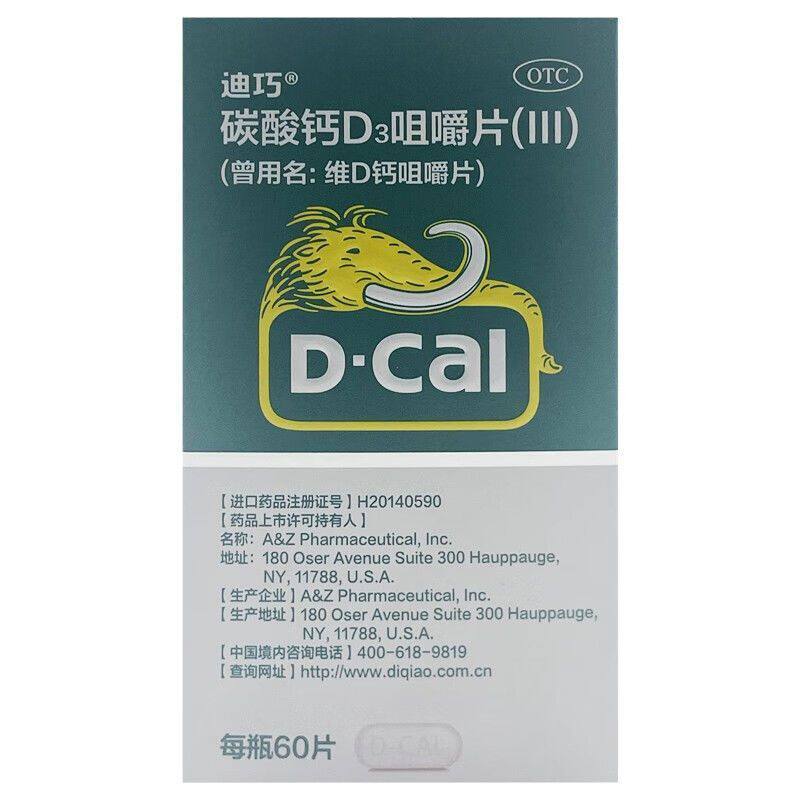 迪巧®
OTC
碳酸钙D₃咀嚼片(III)
(曾用名: 维D钙咀嚼片)
D·Cal
【进口药品注册证号】H20140590
【药品上市许可持有人】
名称: A&Z Pharmaceutical, Inc.
地址: 180 Oser Avenue Suite 300 Hauppauge,
NY, 11788, U.S.A.
【生产企业】A&Z Pharmaceutical, Inc.
【生产地址】180 Oser Avenue Suite 300 Hauppauge,
NY, 11788, U.S.A.
【中国境内咨询电话】400-618-9819
【查询网址】http://www.diqiao.com.cn
每瓶60片
D-CAL